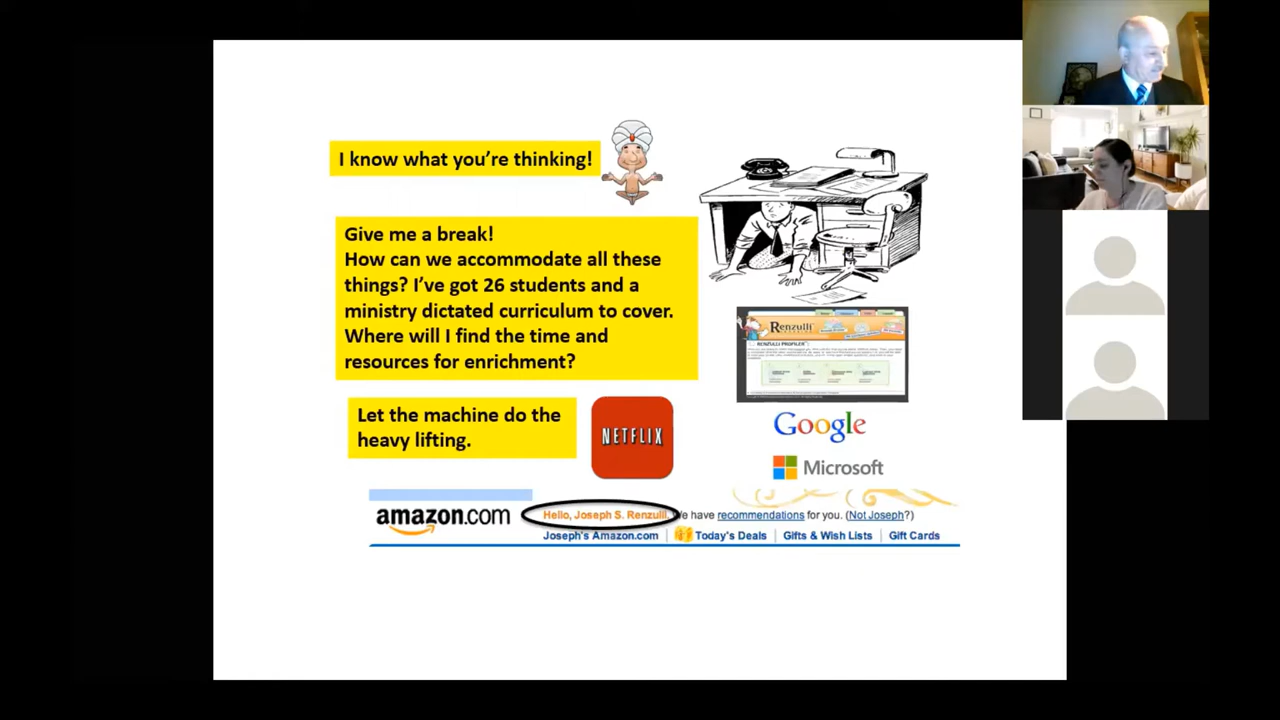 I know what you're thinking!
Give me a break!
How can we accommodate all these
things? I've got 26 students and a
ministry dictated curriculum to cover.
Where will I find the time and
resources for enrichment?
Renzulli
RENZULLI PROFILER
Let the machine do the
heavy lifting.
NETFLIX
Google
Microsoft
amazon.com
Hello, Joseph S. Renzulli. We have recommendations for you. (Not Joseph?)
Joseph's Amazon.com | Today's Deals | Gifts & Wish Lists | Gift Cards